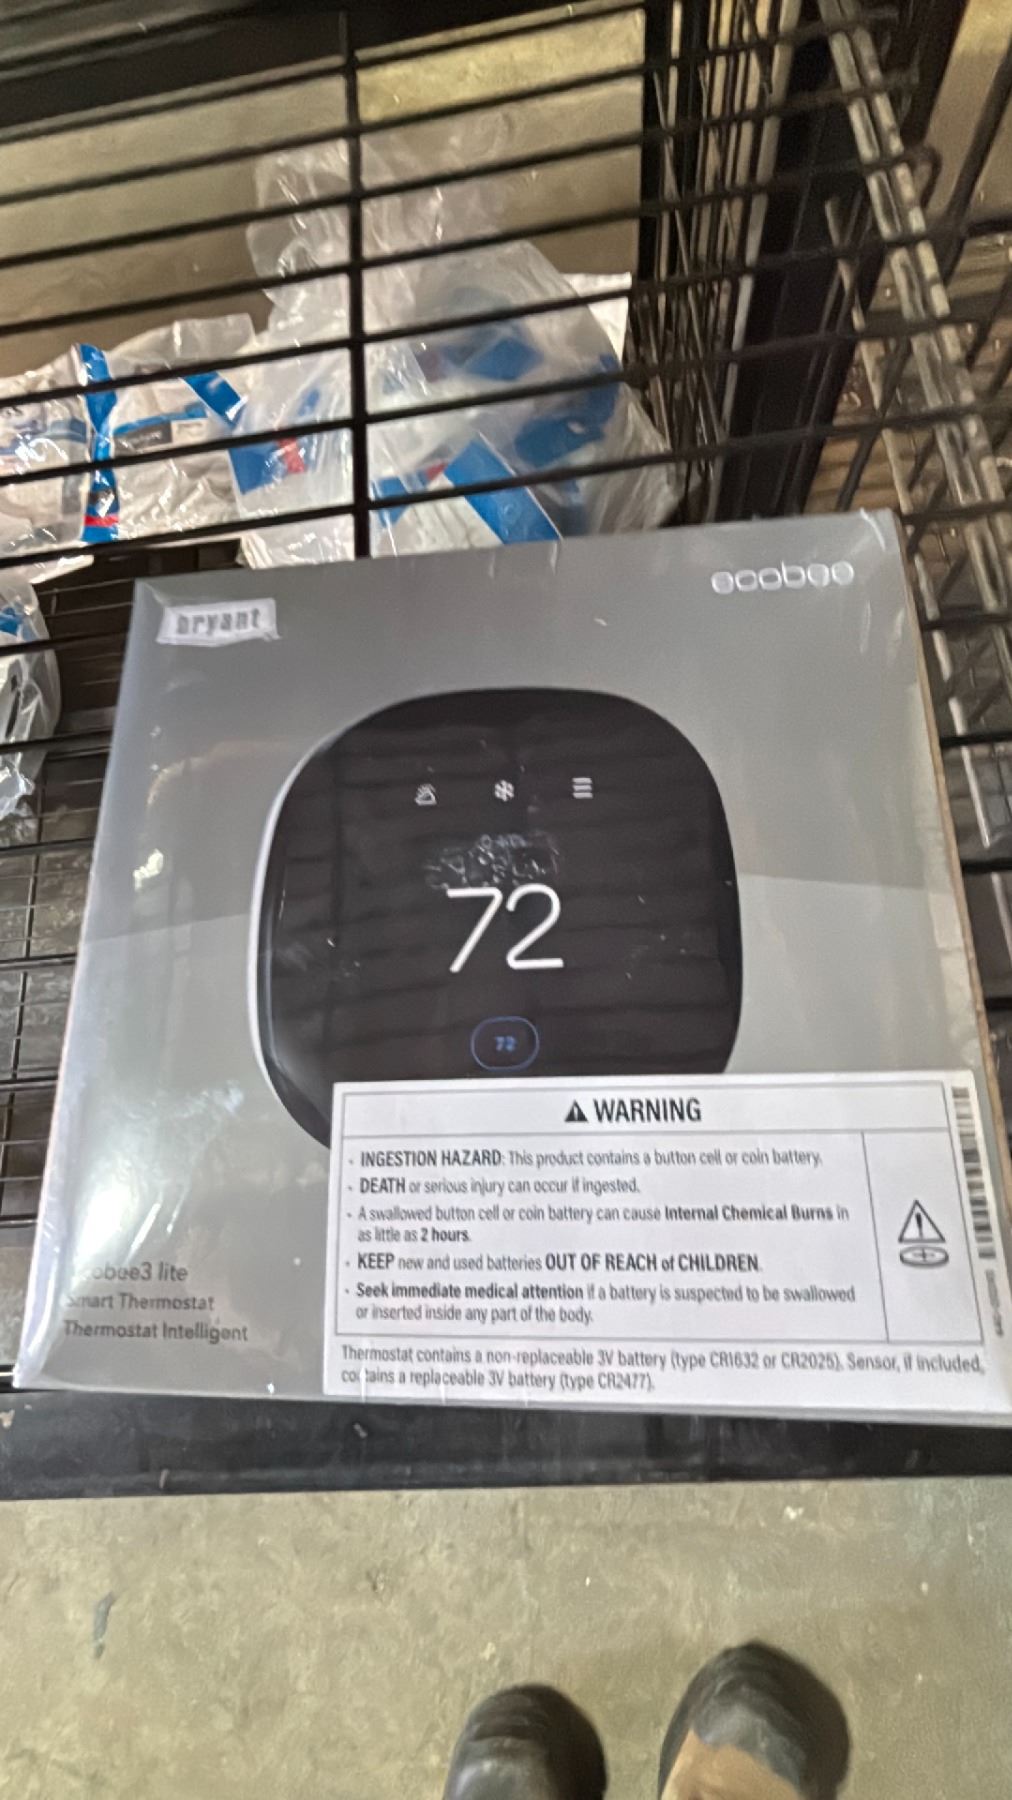 bryant
ecobee
72
72
WARNING
- INGESTION HAZARD: This product contains a button cell or coin battery.
- DEATH or serious injury can occur if ingested.
- A swallowed button cell or coin battery can cause Internal Chemical Burns in
as little as 2 hours.
- KEEP new and used batteries OUT OF REACH of CHILDREN.
- Seek immediate medical attention if a battery is suspected to be swallowed
or inserted inside any part of the body.
Thermostat contains a non-replaceable 3V battery (type CR1632 or CR2025). Sensor, if included,
contains a replaceable 3V battery (type CR2477).
ecobee3 lite
Smart Thermostat
Thermostat Intelligent